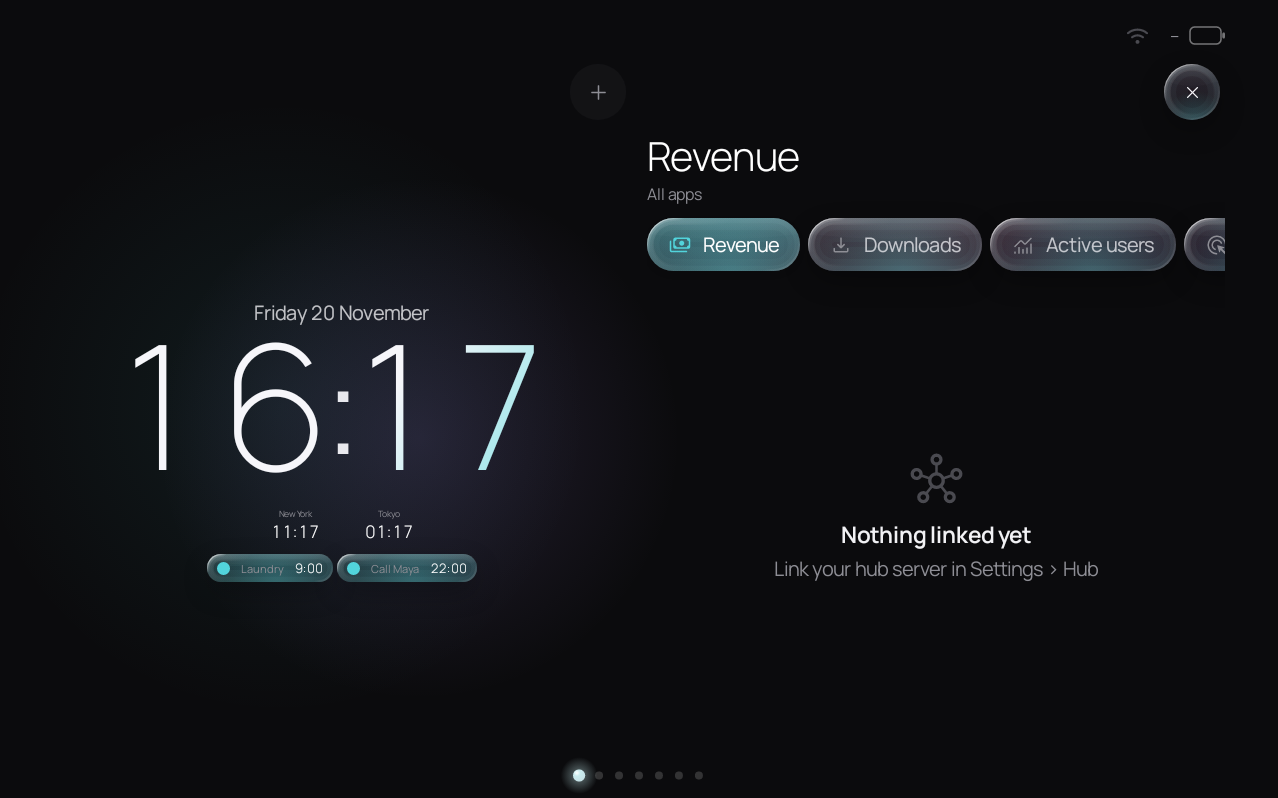 Revenue
All apps
Revenue
Downloads
Active users
Friday 20 November
16:17
New York
11:17
Tokyo
01:17
Laundry 9:00
Call Maya 22:00
Nothing linked yet
Link your hub server in Settings > Hub